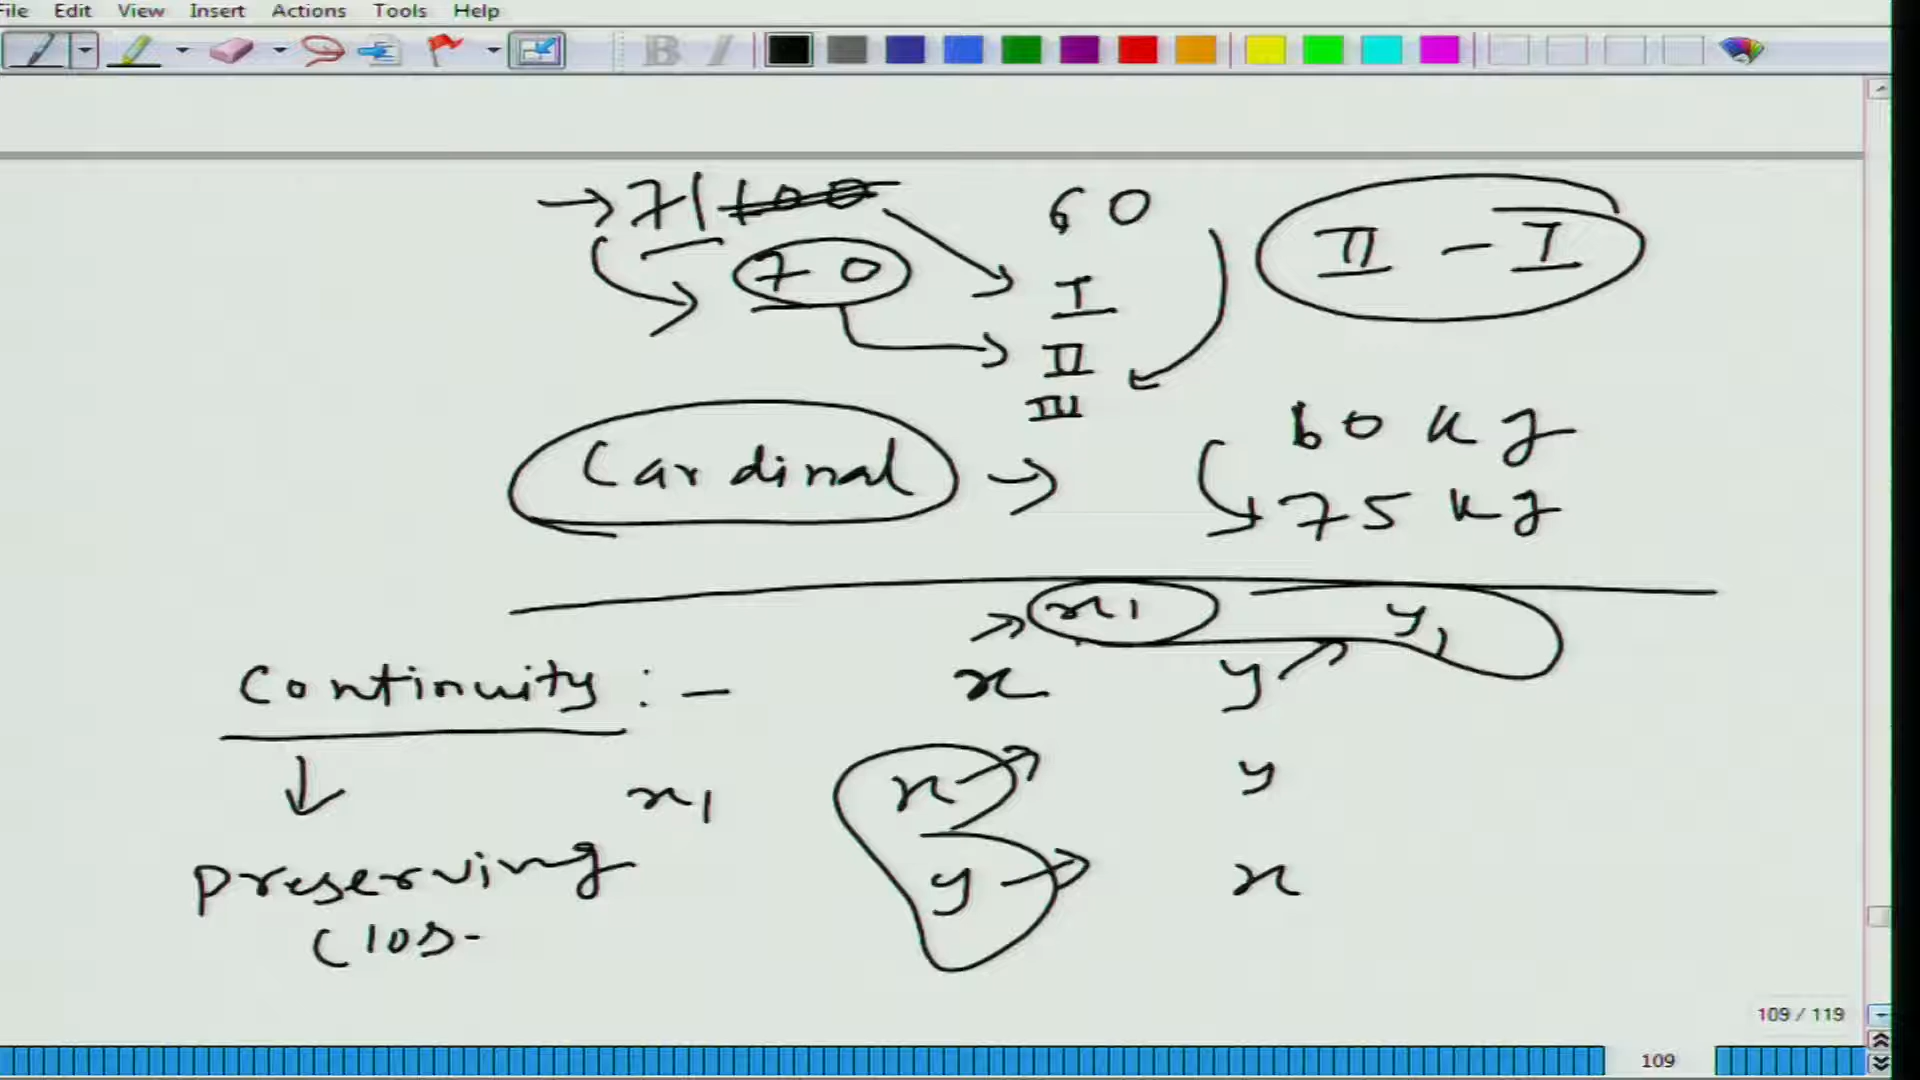 File Edit View Insert Actions Tools Help
B I
→ 71 100 60 II - I
70 I
II
III
Cardinal → 60 kg
75 kg
x1 y1
Continuity : - x y
x y
x1
Preserving y x
Clos-
109 / 119
109